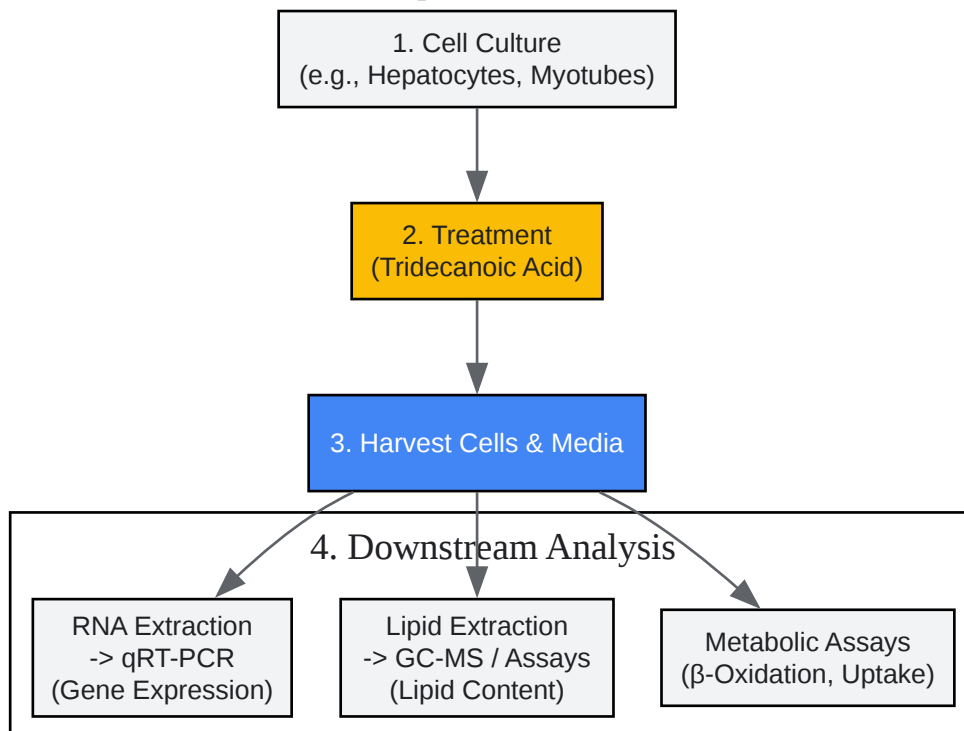 1. Cell Culture
(e.g., Hepatocytes, Myotubes)
2. Treatment
(Tridecanoic Acid)
3. Harvest Cells & Media
4. Downstream Analysis
RNA Extraction
-> qRT-PCR
(Gene Expression)
Lipid Extraction
-> GC-MS / Assays
(Lipid Content)
Metabolic Assays
(β-Oxidation, Uptake)